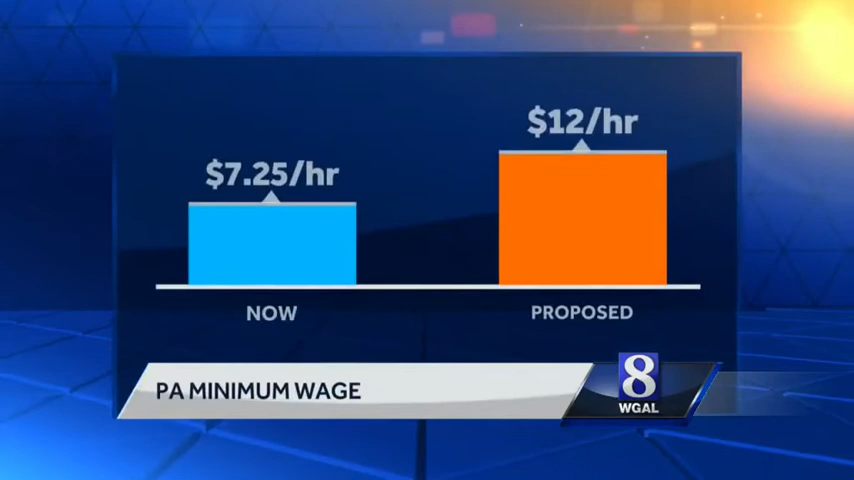 $12/hr
$7.25/hr
NOW
PROPOSED
PA MINIMUM WAGE
8
WGAL